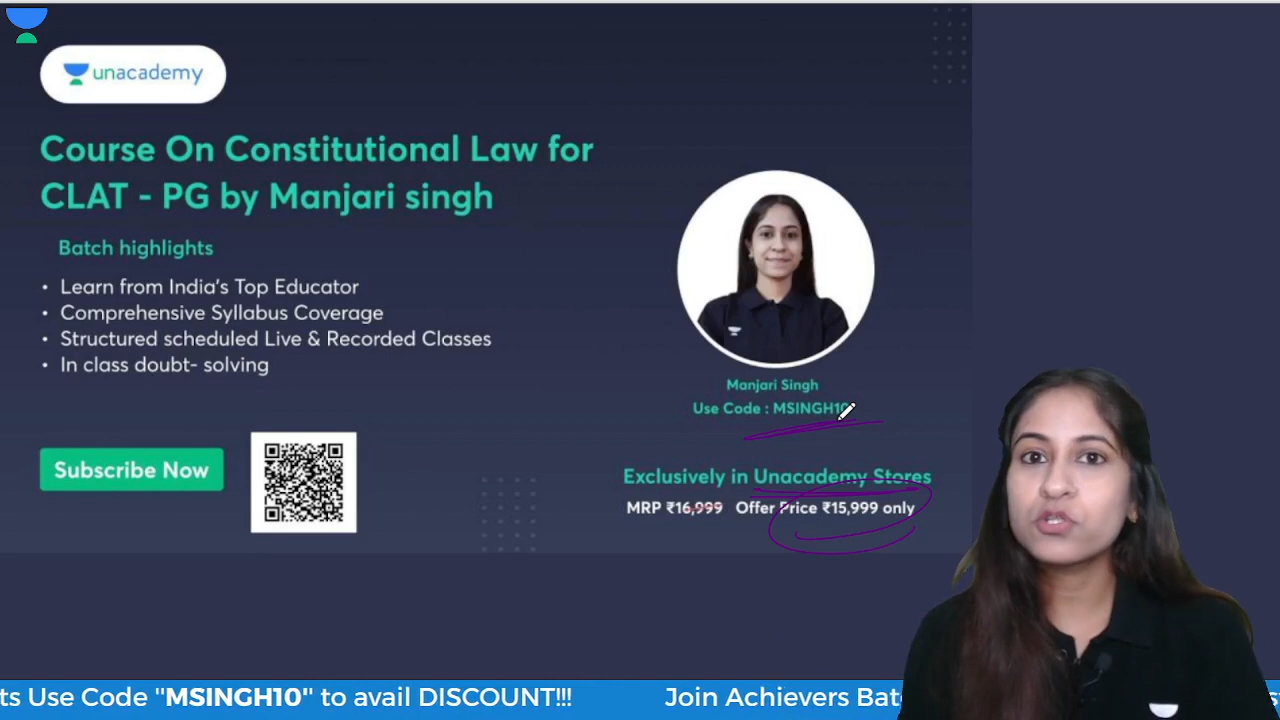 unacademy
Course On Constitutional Law for
CLAT - PG by Manjari singh
Batch highlights
• Learn from India's Top Educator
• Comprehensive Syllabus Coverage
• Structured scheduled Live & Recorded Classes
• In class doubt- solving
Subscribe Now
Manjari Singh
Use Code : MSINGH10
Exclusively in Unacademy Stores
MRP ₹16,999 Offer Price ₹15,999 only
ts Use Code "MSINGH10" to avail DISCOUNT!!! Join Achievers Bat